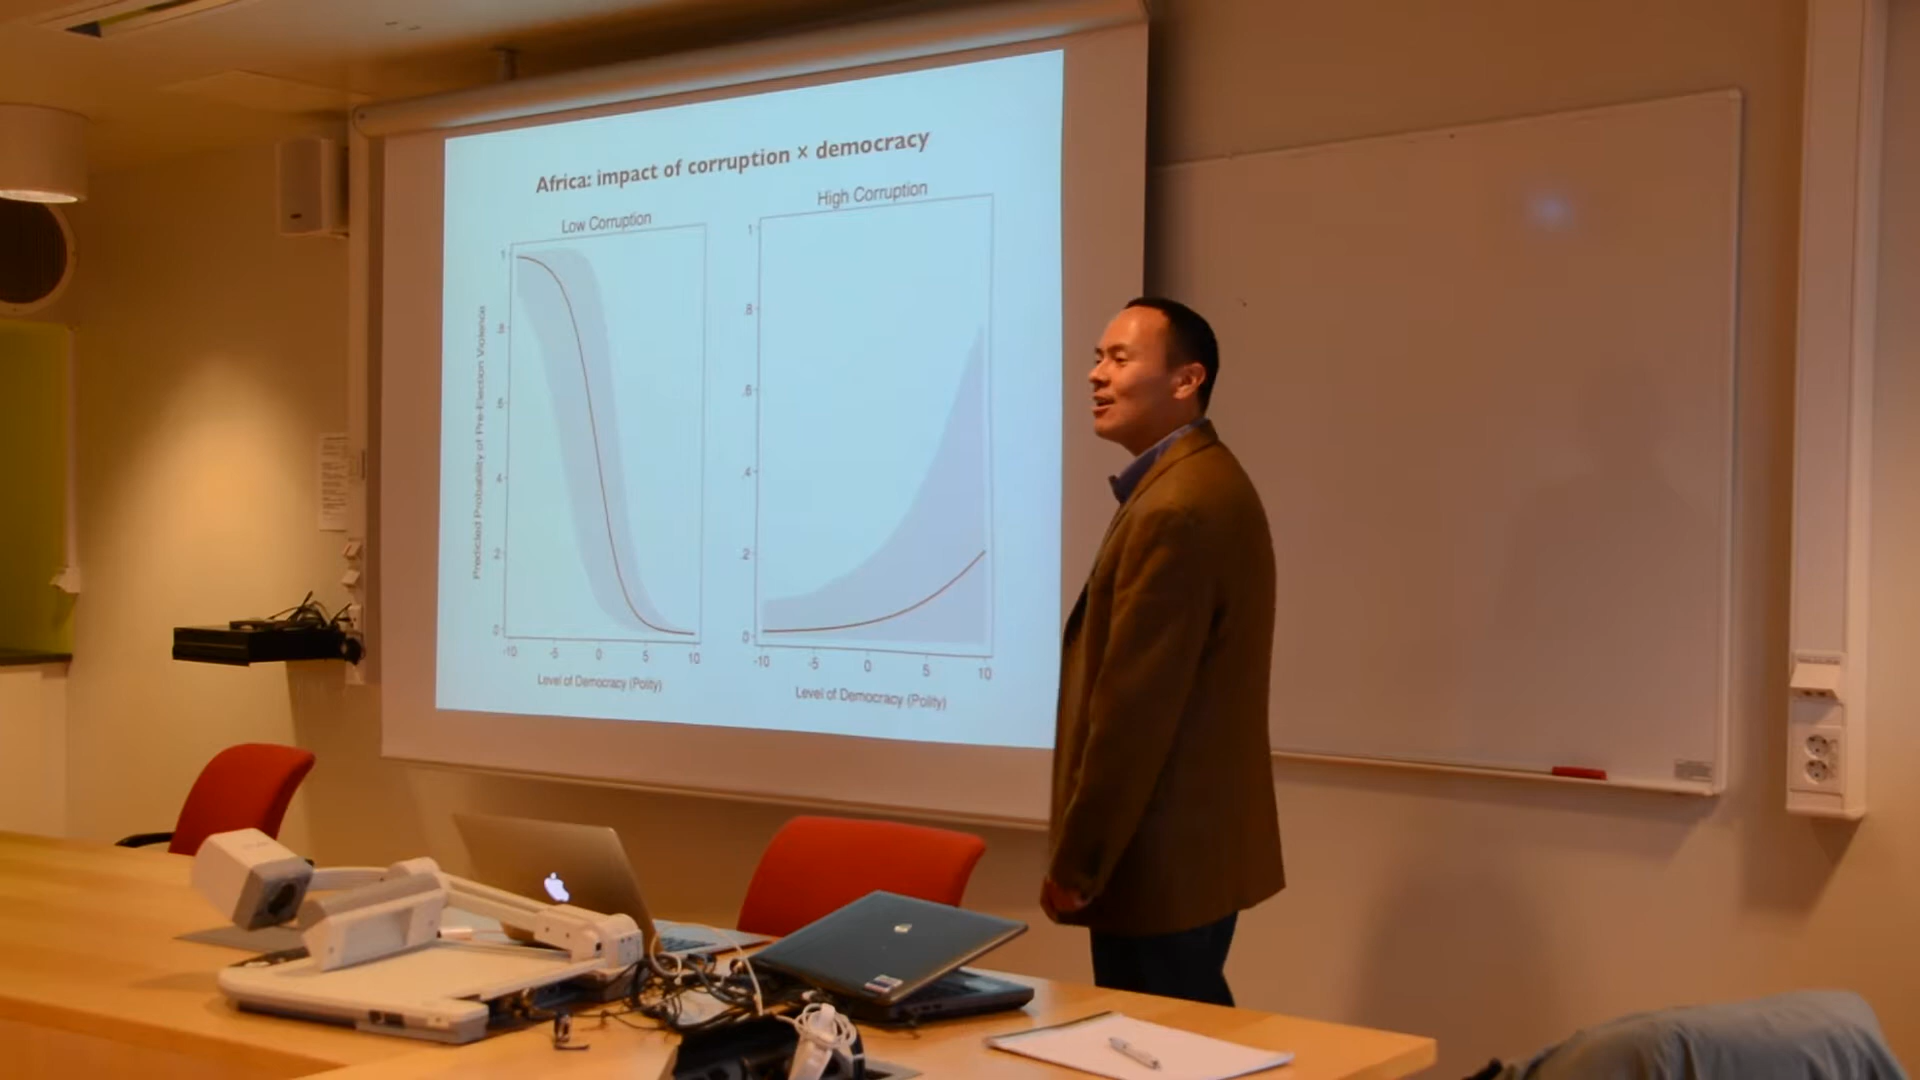 Africa: impact of corruption × democracy
Low Corruption
High Corruption
Predicted Probability of Pre-Election Violence
1
.8
.6
.4
.2
0
-10 -5 0 5 10
Level of Democracy (Polity)
1
.8
.6
.4
.2
0
-10 -5 0 5 10
Level of Democracy (Polity)